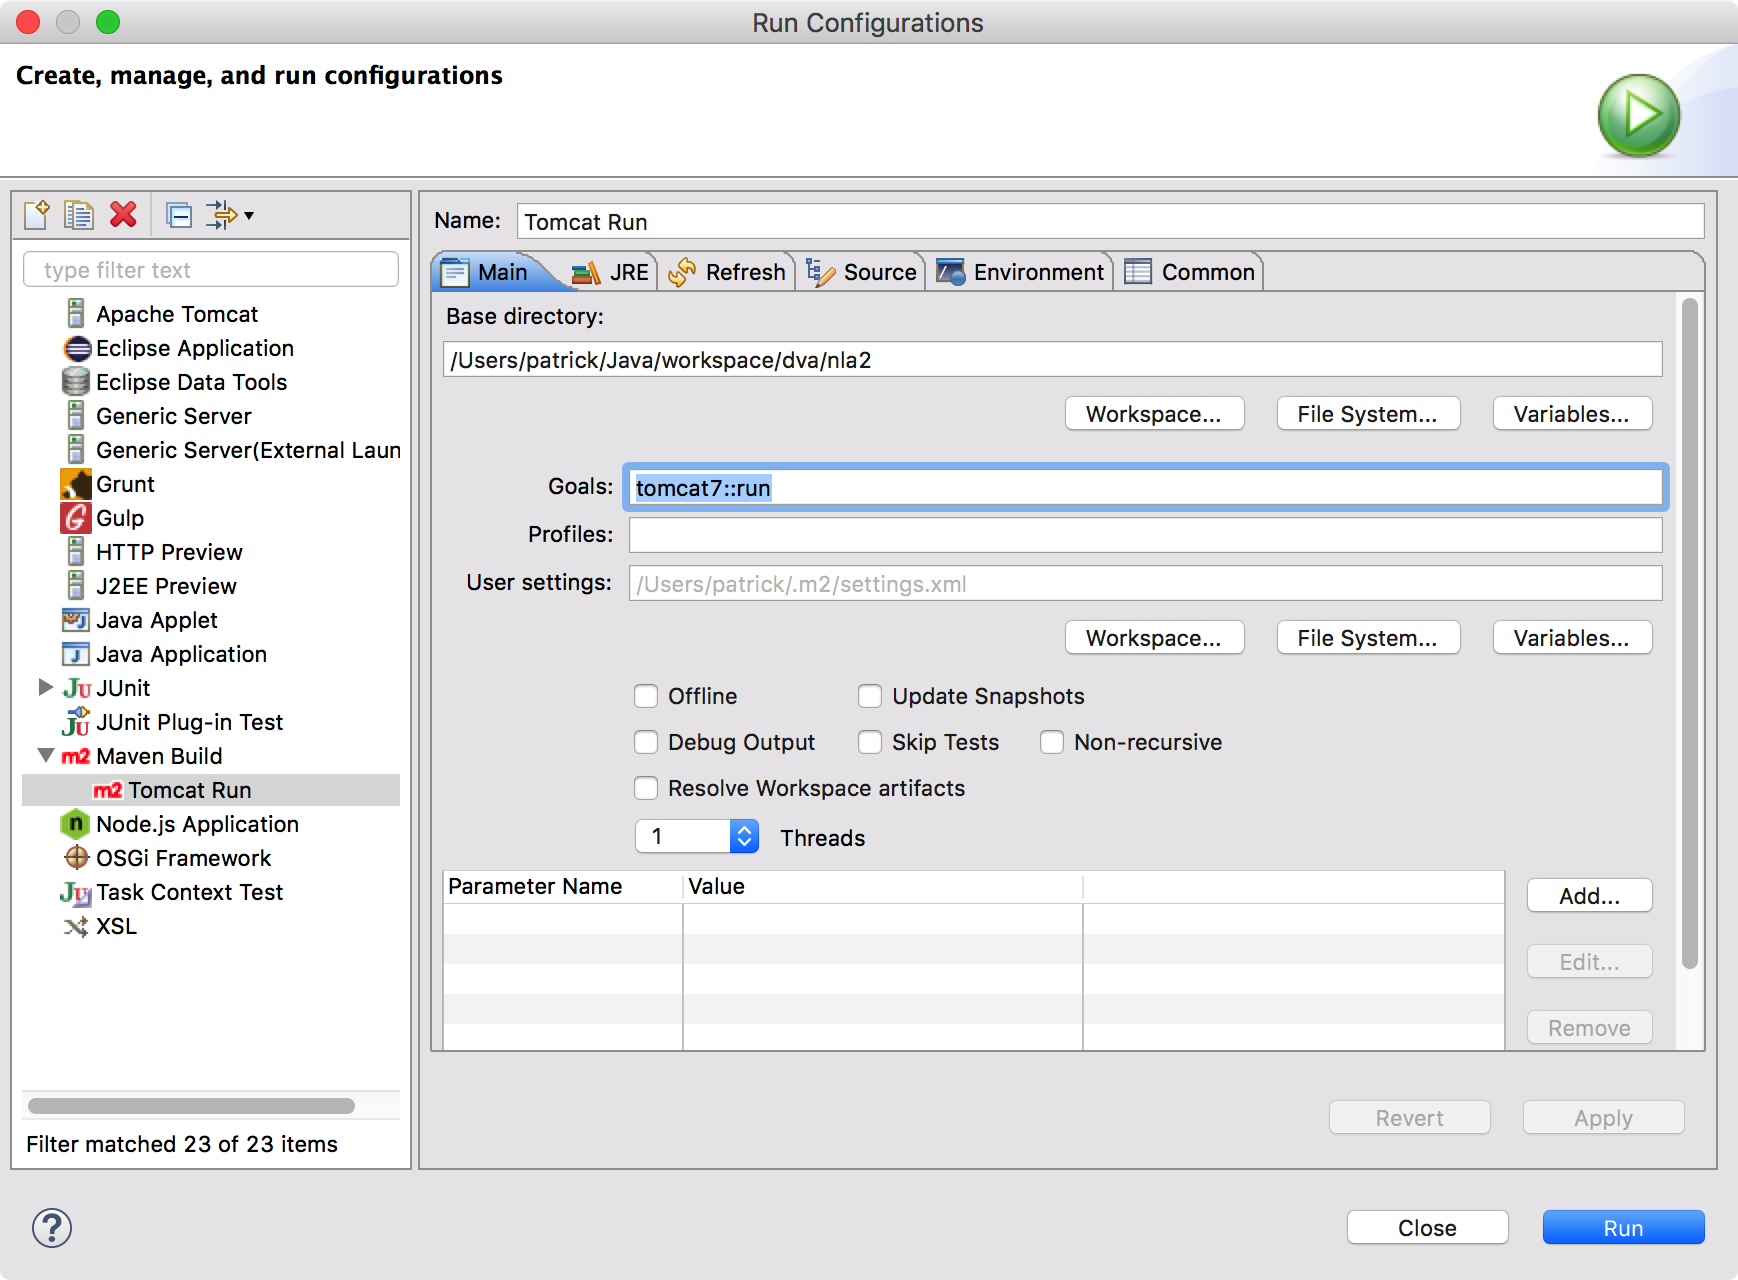 Run Configurations
Create, manage, and run configurations
type filter text
Apache Tomcat
Eclipse Application
Eclipse Data Tools
Generic Server
Generic Server(External Laun
Grunt
Gulp
HTTP Preview
J2EE Preview
Java Applet
Java Application
JUnit
JUnit Plug-in Test
Maven Build
Tomcat Run
Node.js Application
OSGi Framework
Task Context Test
XSL
Filter matched 23 of 23 items
Name: Tomcat Run
Main JRE Refresh Source Environment Common
Base directory:
/Users/patrick/Java/workspace/dva/nla2
Workspace... File System... Variables...
Goals: tomcat7::run
Profiles:
User settings: /Users/patrick/.m2/settings.xml
Workspace... File System... Variables...
Offline Update Snapshots
Debug Output Skip Tests Non-recursive
Resolve Workspace artifacts
1 Threads
Parameter Name Value
Add...
Edit...
Remove
Revert Apply
Close Run